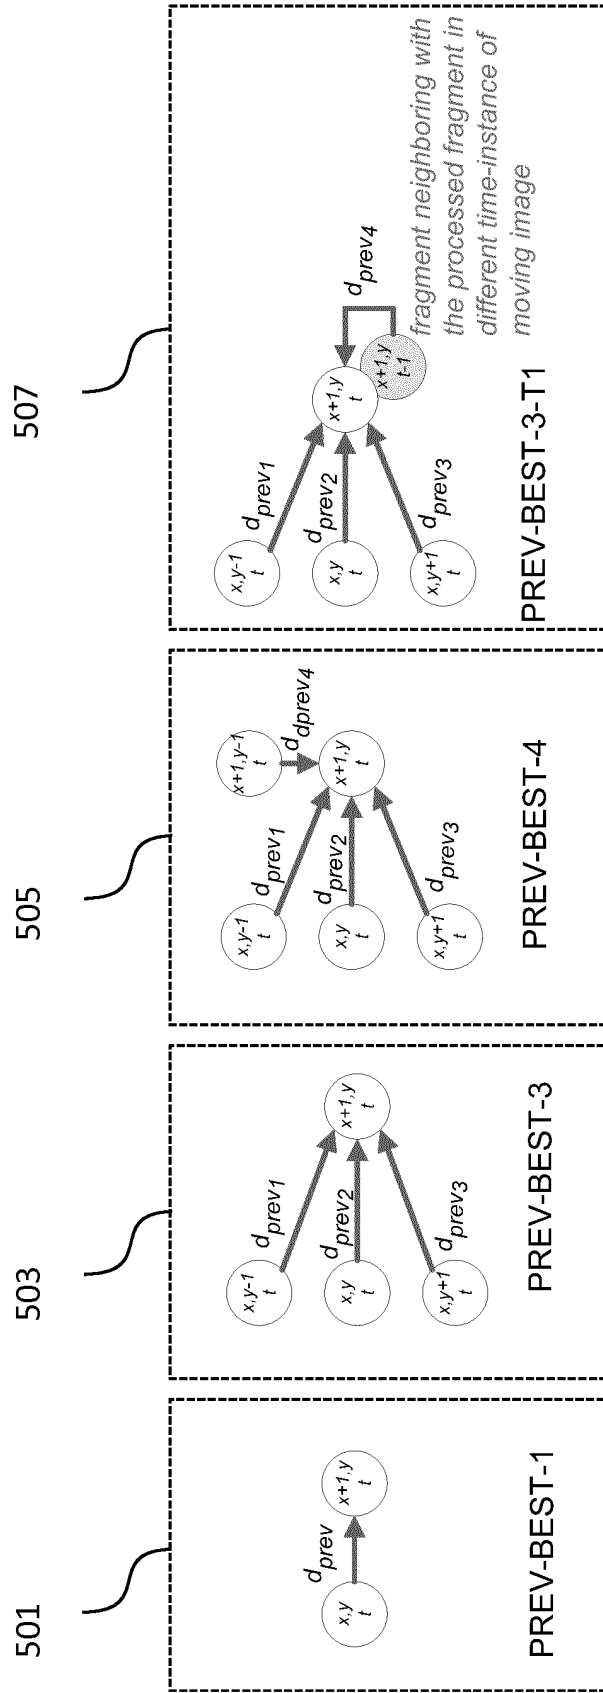 501
x,y
t
d prev
x+1,y
t
PREV-BEST-1
503
x,y-1
t
d prev1
x,y
t
d prev2
x+1,y
t
x,y+1
t
d prev3
PREV-BEST-3
505
x,y-1
t
d prev1
x+1,y-1
t
d dprev4
x,y
t
d prev2
x+1,y
t
x,y+1
t
d prev3
PREV-BEST-4
507
x,y-1
t
d prev1
x,y
t
d prev2
x+1,y
t
d prev4
x+1,y
t-1
x,y+1
t
d prev3
fragment neighboring with
the processed fragment in
different time-instance of
moving image
PREV-BEST-3-T1